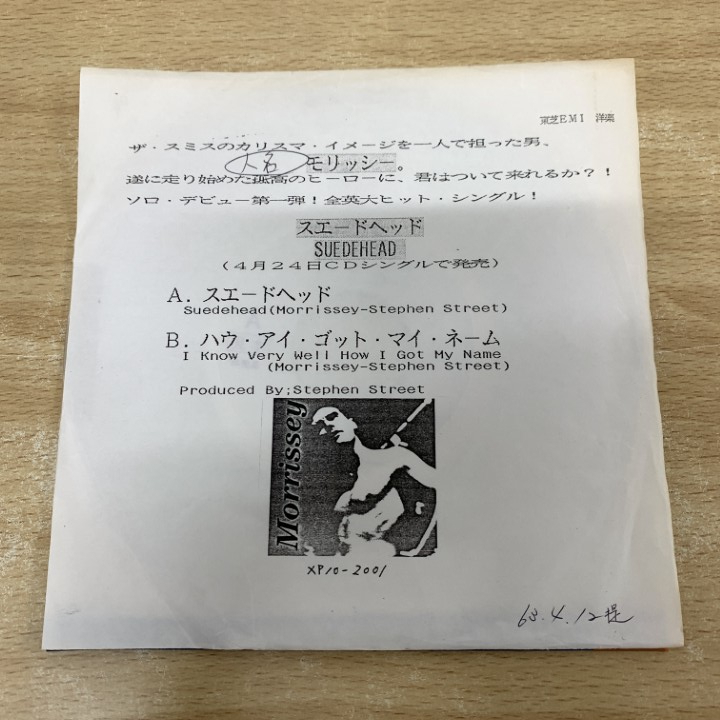 東芝EMI 洋楽
ザ・スミスのカリスマ・イメージを一人で担った男、
人名 モリッシー。
遂に走り始めた孤高のヒーローに、君はついて来れるか?!
ソロ・デビュー第一弾!全英大ヒット・シングル!
スエードヘッド
SUEDEHEAD
(4月24日CDシングルで発売)
A. スエードヘッド
Suedehead(Morrissey-Stephen Street)
B. ハウ・アイ・ゴット・マイ・ネーム
I Know Very Well How I Got My Name
(Morrissey-Stephen Street)
Produced By;Stephen Street
Morrissey
XP10-2001
63.4.12